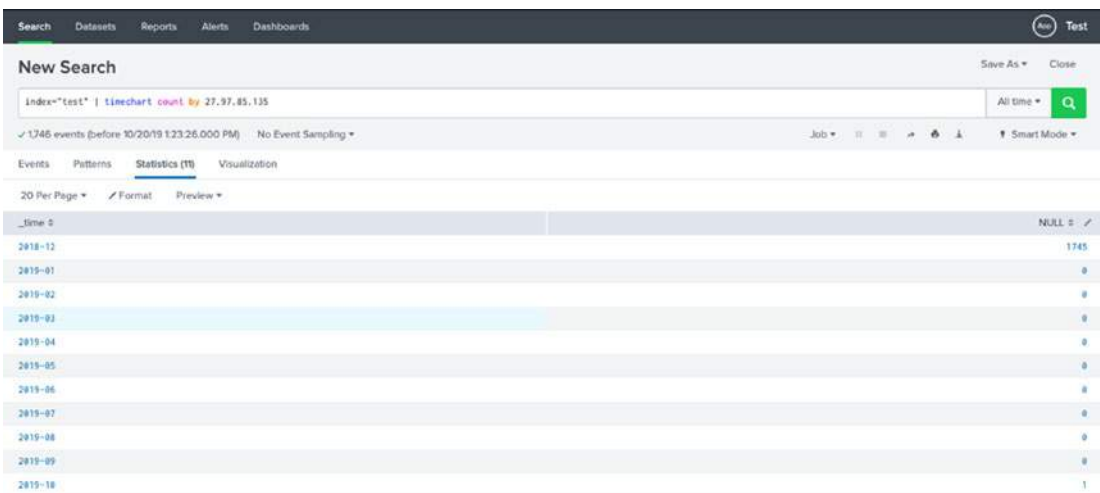 Search Datasets Reports Alerts Dashboards App Test
New Search Save As Close
index="test" | timechart count by 27.97.85.135 All time
1,746 events (before 10/20/19 1:23:26.000 PM) No Event Sampling Job Smart Mode
Events Patterns Statistics (11) Visualization
20 Per Page Format Preview
_time NULL
2018-12 1745
2019-01 0
2019-02 0
2019-03 0
2019-04 0
2019-05 0
2019-06 0
2019-07 0
2019-08 0
2019-09 0
2019-10 1